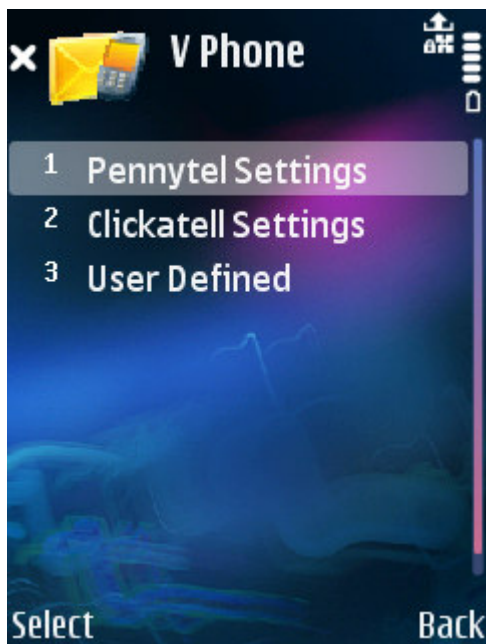 V Phone
1 Pennytel Settings
2 Clickatell Settings
3 User Defined
Select Back